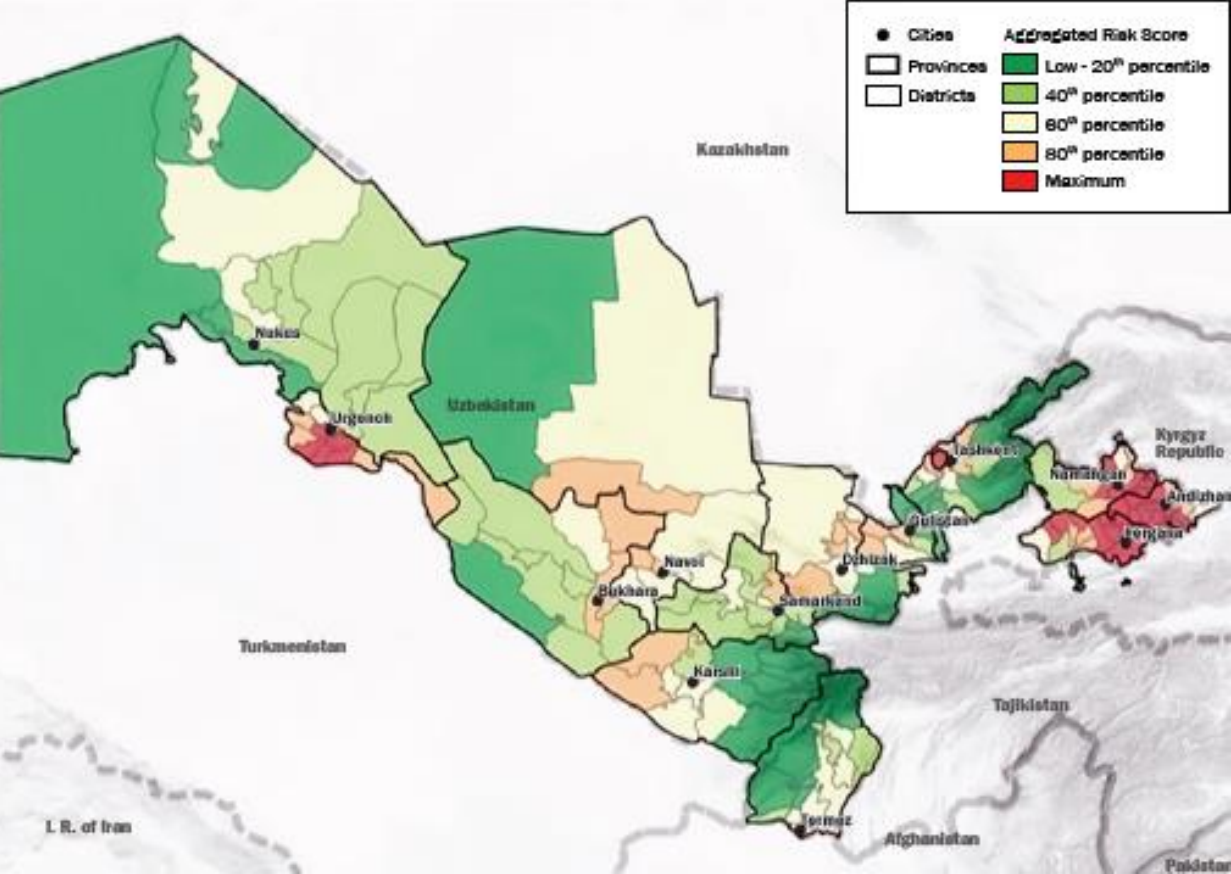 Cities
Provinces
Districts
Aggregated Risk Score
Low - 20th percentile
40th percentile
60th percentile
80th percentile
Maximum
Kazakhstan
Nukus
Uzbekistan
Urgench
Kyrgyz
Republic
Tashkent
Namangan
Andizhan
Gulistan
Fergana
Navoi
Dzhizak
Bukhara
Samarkand
Turkmenistan
Karshi
Tajikistan
Termez
I. R. of Iran
Afghanistan
Pakistan